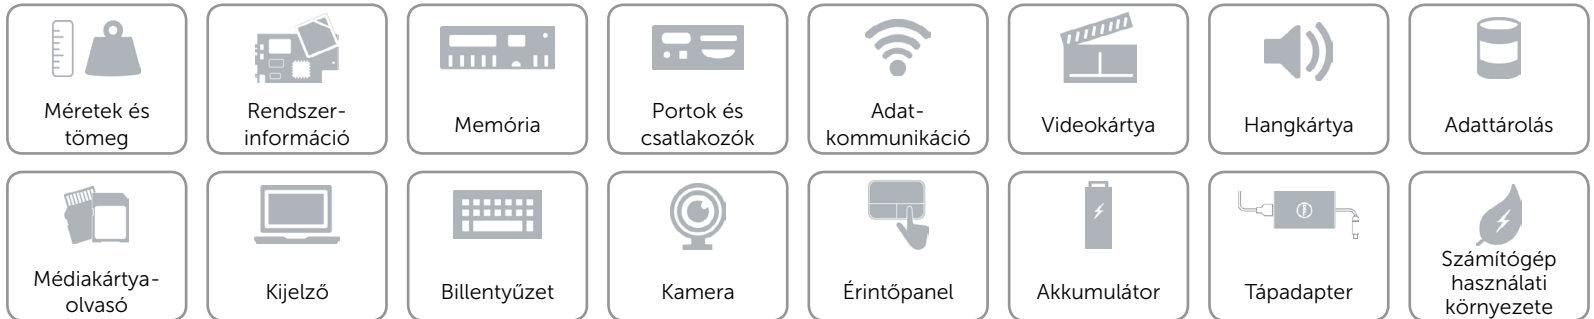 Méretek és
tömeg
Rendszer-
információ
Memória
Portok és
csatlakozók
Adat-
kommunikáció
Videokártya
Hangkártya
Adattárolás
Médiakártya-
olvasó
Kijelző
Billentyűzet
Kamera
Érintőpanel
Akkumulátor
Tápadapter
Számítógép
használati
környezete